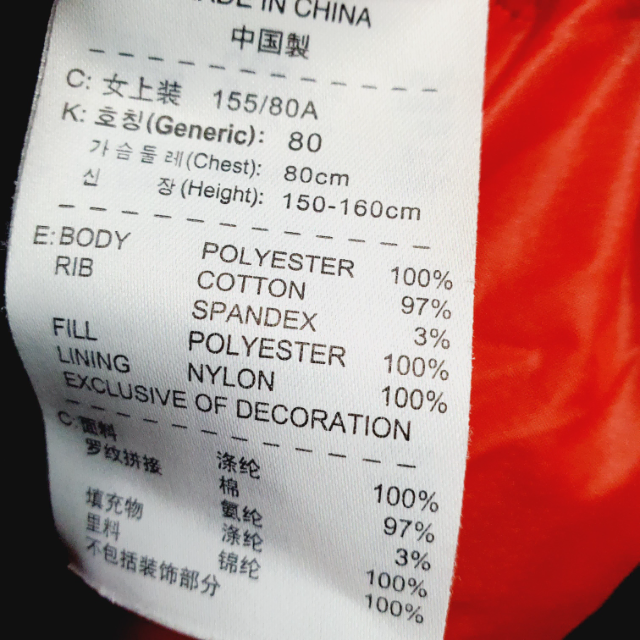 MADE IN CHINA
中国製
C: 女上装 155/80A
K: 호칭(Generic): 80
가슴둘레(Chest): 80cm
신 장(Height): 150-160cm
E: BODY POLYESTER 100%
RIB COTTON 97%
SPANDEX 3%
FILL POLYESTER 100%
LINING NYLON 100%
EXCLUSIVE OF DECORATION
C: 面料 涤纶 100%
罗纹拼接 棉 97%
氨纶 3%
填充物 涤纶 100%
里料 锦纶 100%
不包括装饰部分